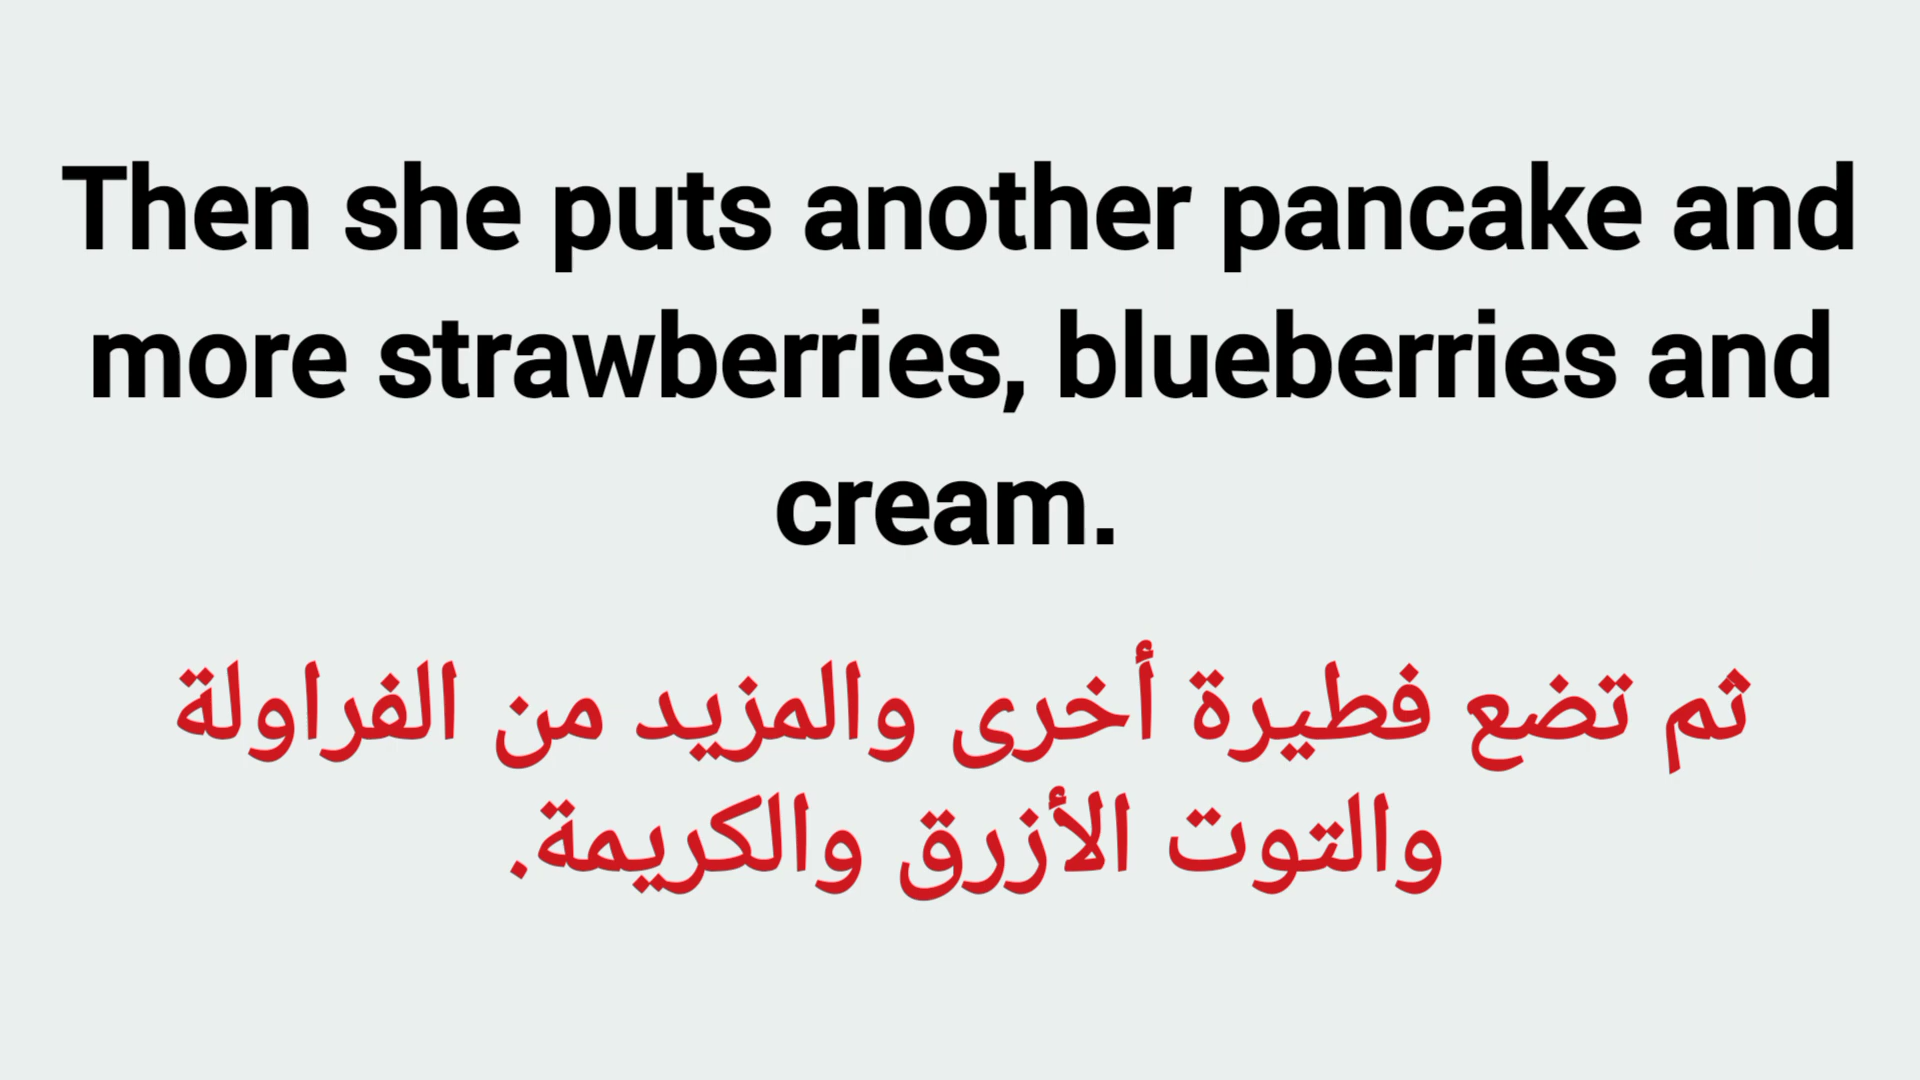 Then she puts another pancake and
more strawberries, blueberries and
cream.
ثم تضع فطيرة أخرى والمزيد من الفراولة
والتوت الأزرق والكريمة.